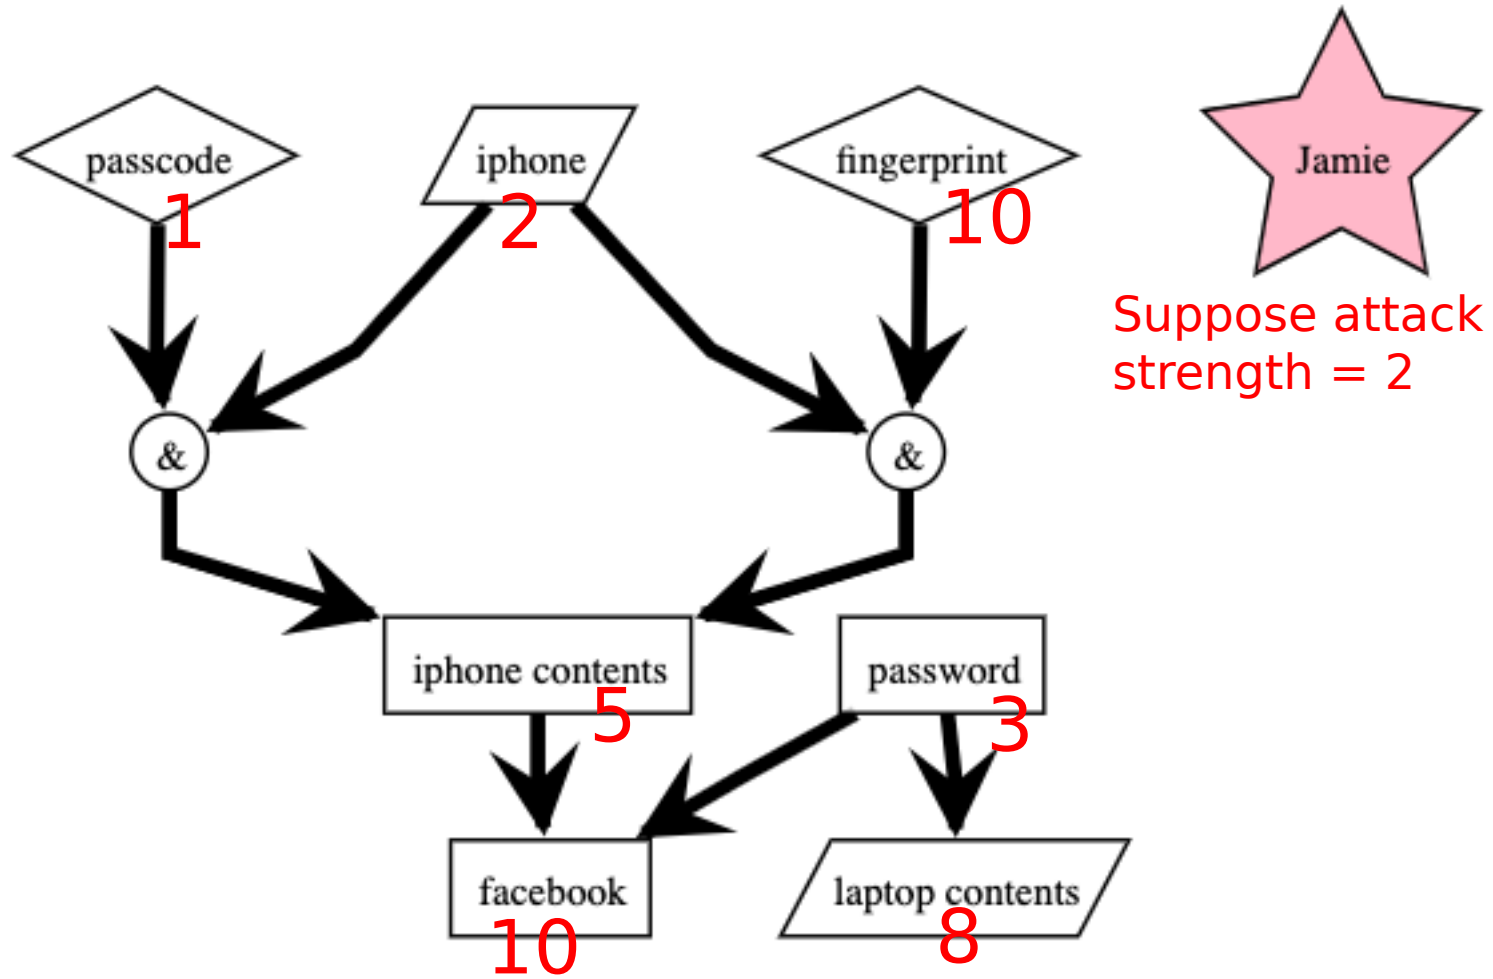 passcode
1
iphone
2
fingerprint
10
Jamie
Suppose attack
strength = 2
&
&
iphone contents
5
password
3
facebook
10
laptop contents
8